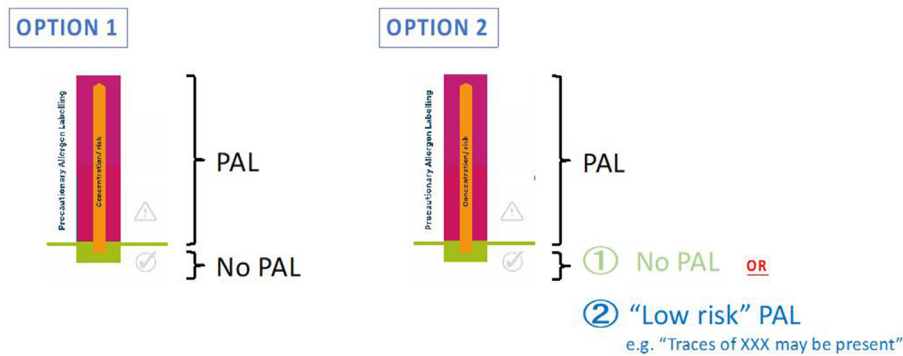 OPTION 1
Precautionary Allergen Labelling
Concentration/ risk
PAL
No PAL
OPTION 2
Precautionary Allergen Labelling
Concentration/ risk
PAL
① No PAL OR
② “Low risk” PAL
e.g. “Traces of XXX may be present”